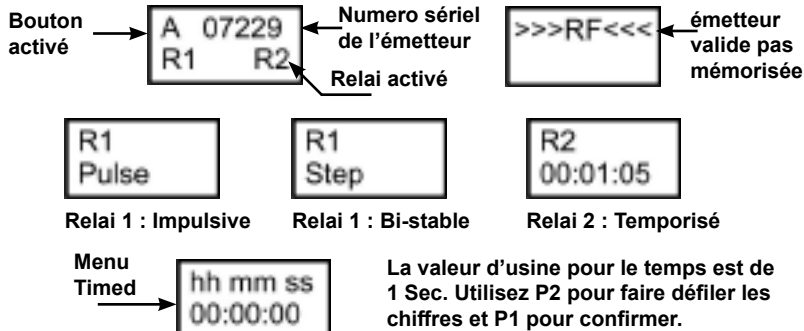 Bouton
activé
A 07229
R1 R2
Numero sériel
de l'émetteur
Relai activé
>>>RF<<<
émetteur
valide pas
mémorisée
R1
Pulse
R1
Step
R2
00:01:05
Relai 1 : Impulsive
Relai 1 : Bi-stable
Relai 2 : Temporisé
Menu
Timed
hh mm ss
00:00:00
La valeur d'usine pour le temps est de
1 Sec. Utilisez P2 pour faire défiler les
chiffres et P1 pour confirmer.